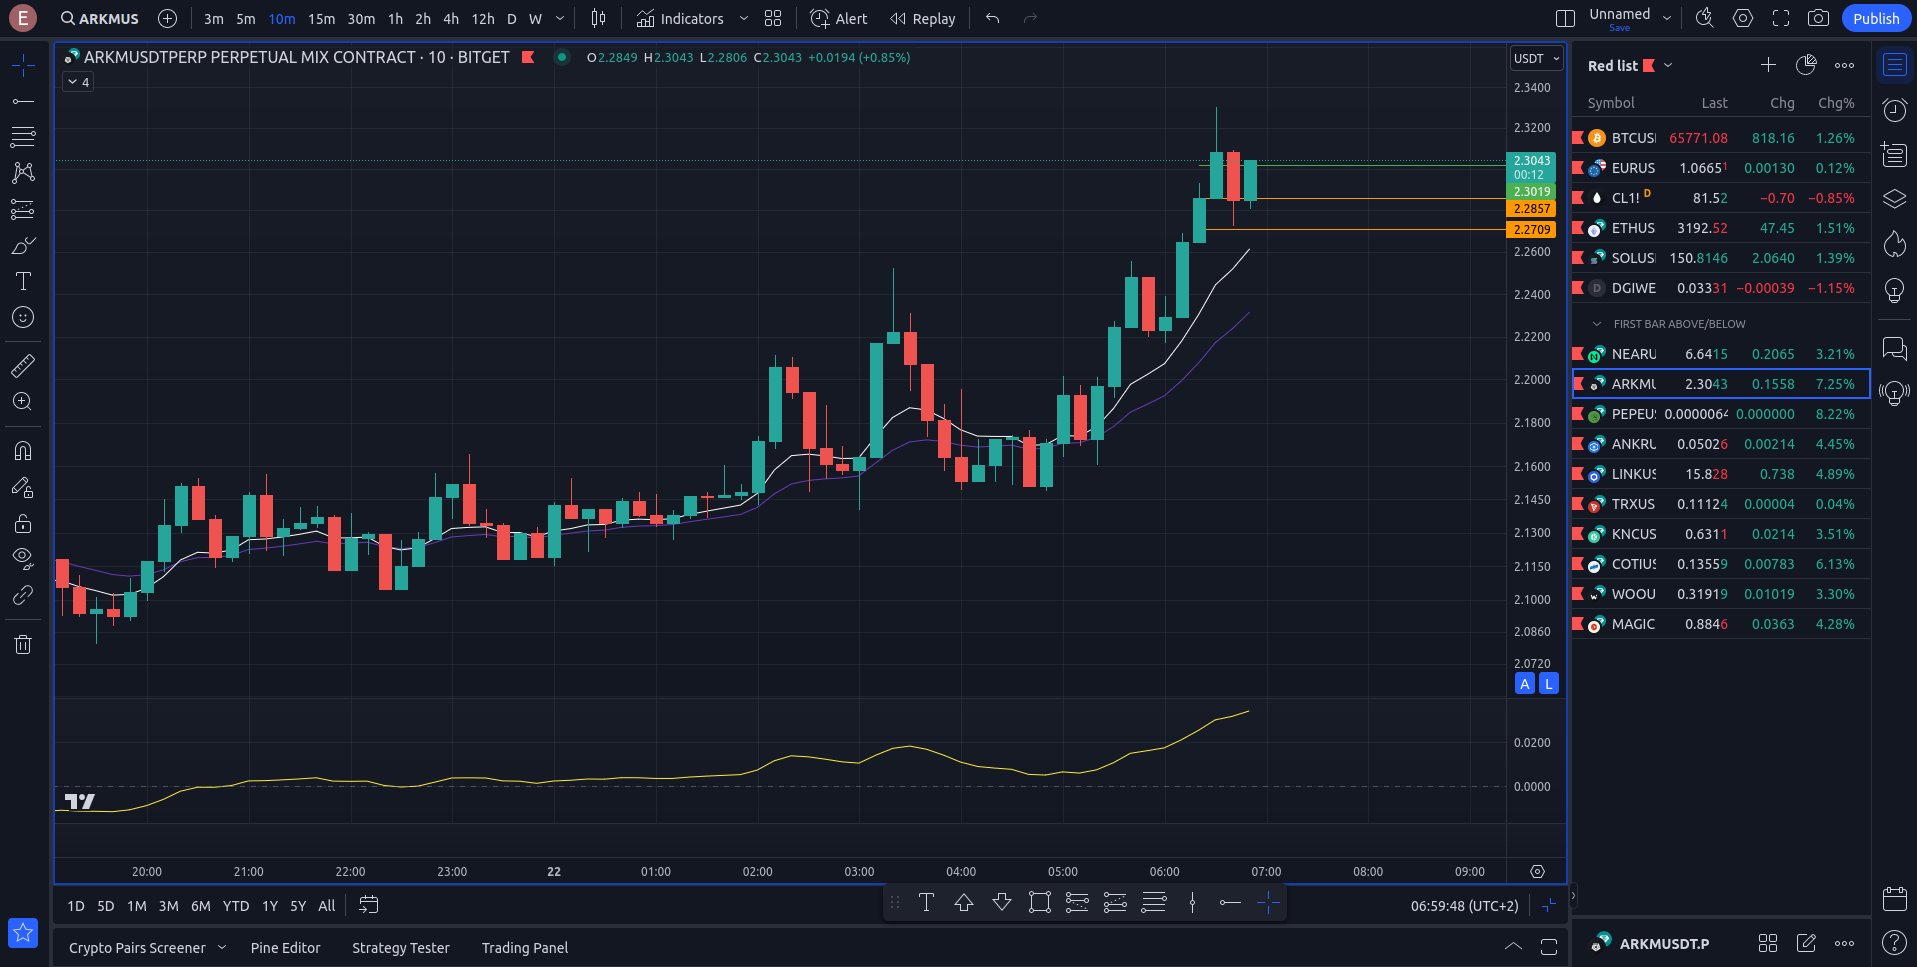 E
ARKMUS
3m 5m 10m 15m 30m 1h 2h 4h 12h D W
Indicators
Alert
Replay
Unnamed
Save
Publish
ARKMUSDTPERP PERPETUAL MIX CONTRACT · 10 · BITGET
O2.2849 H2.3043 L2.2806 C2.3043 +0.0194 (+0.85%)
4
USDT
2.3400
2.3200
2.3043
00:12
2.3019
2.2857
2.2709
2.2600
2.2400
2.2200
2.2000
2.1800
2.1600
2.1450
2.1300
2.1150
2.1000
2.0860
2.0720
A L
0.0200
0.0000
20:00 21:00 22:00 23:00 22 01:00 02:00 03:00 04:00 05:00 06:00 07:00 08:00 09:00
1D 5D 1M 3M 6M YTD 1Y 5Y All
06:59:48 (UTC+2)
Crypto Pairs Screener Pine Editor Strategy Tester Trading Panel
Red list
Symbol Last Chg Chg%
BTCUS 65771.08 818.16 1.26%
EURUS 1.06651 0.00130 0.12%
CL1! D 81.52 −0.70 −0.85%
ETHUS 3192.52 47.45 1.51%
SOLUS 150.8146 2.0640 1.39%
D DGIWE 0.03331 −0.00039 −1.15%
FIRST BAR ABOVE/BELOW
NEARU 6.6415 0.2065 3.21%
ARKMU 2.3043 0.1558 7.25%
PEPEUS 0.0000064 0.000000 8.22%
ANKRU 0.05026 0.00214 4.45%
LINKUS 15.828 0.738 4.89%
TRXUS 0.11124 0.00004 0.04%
KNCUS 0.6311 0.0214 3.51%
COTIUS 0.13559 0.00783 6.13%
WOOU 0.31919 0.01019 3.30%
MAGIC 0.8846 0.0363 4.28%
ARKMUSDT.P